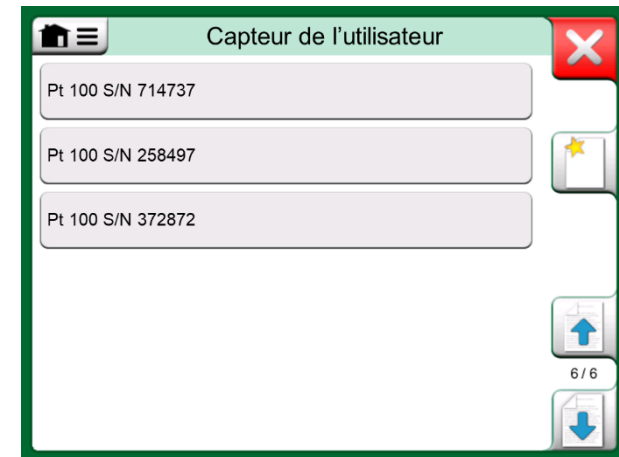 Capteur de l’utilisateur
Pt 100 S/N 714737
Pt 100 S/N 258497
Pt 100 S/N 372872
6 / 6